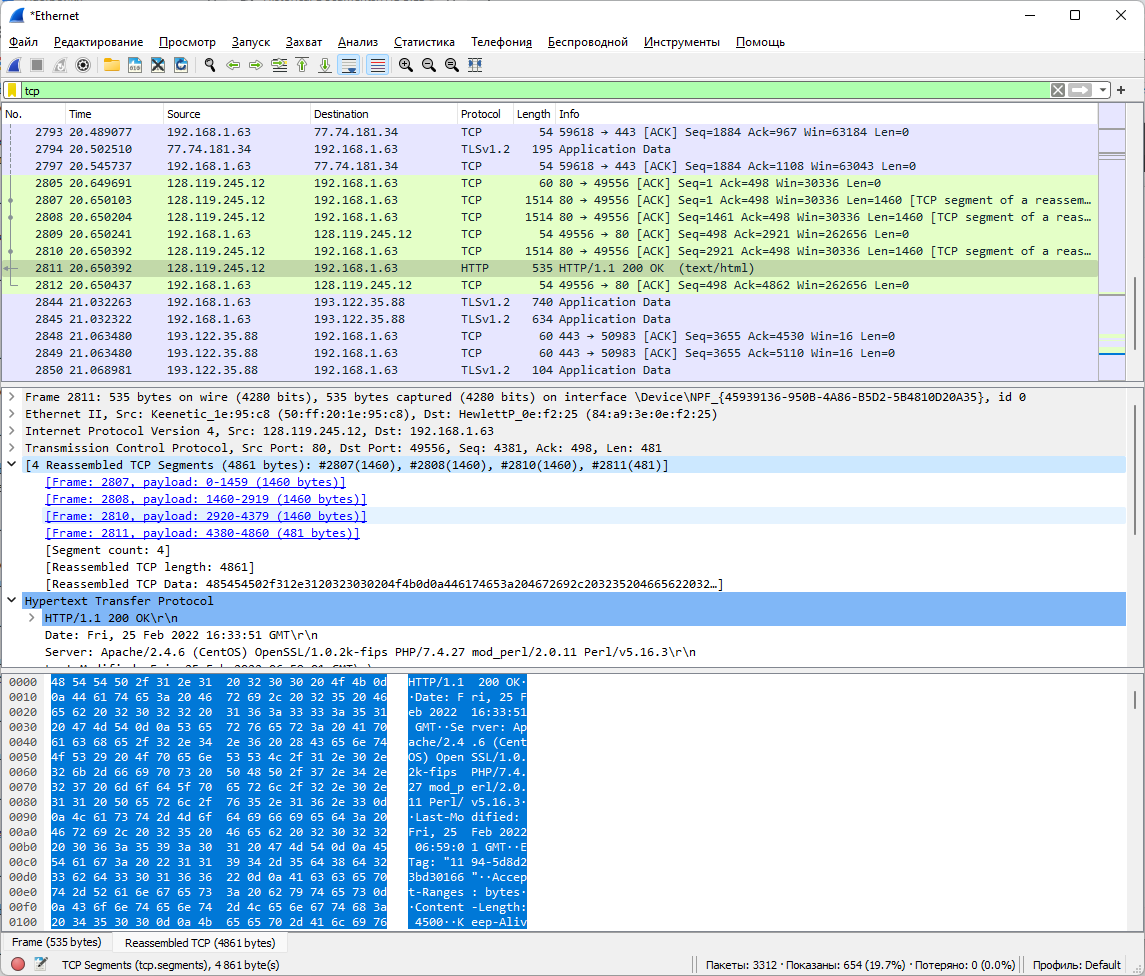 *Ethernet
Файл Редактирование Просмотр Запуск Захват Анализ Статистика Телефония Беспроводной Инструменты Помощь
tcp
No. Time Source Destination Protocol Length Info
2793 20.489077 192.168.1.63 77.74.181.34 TCP 54 59618 → 443 [ACK] Seq=1884 Ack=967 Win=63184 Len=0
2794 20.502510 77.74.181.34 192.168.1.63 TLSv1.2 195 Application Data
2797 20.545737 192.168.1.63 77.74.181.34 TCP 54 59618 → 443 [ACK] Seq=1884 Ack=1108 Win=63043 Len=0
2805 20.649691 128.119.245.12 192.168.1.63 TCP 60 80 → 49556 [ACK] Seq=1 Ack=498 Win=30336 Len=0
2807 20.650103 128.119.245.12 192.168.1.63 TCP 1514 80 → 49556 [ACK] Seq=1 Ack=498 Win=30336 Len=1460 [TCP segment of a reassem…
2808 20.650204 128.119.245.12 192.168.1.63 TCP 1514 80 → 49556 [ACK] Seq=1461 Ack=498 Win=30336 Len=1460 [TCP segment of a reas…
2809 20.650241 192.168.1.63 128.119.245.12 TCP 54 49556 → 80 [ACK] Seq=498 Ack=2921 Win=262656 Len=0
2810 20.650392 128.119.245.12 192.168.1.63 TCP 1514 80 → 49556 [ACK] Seq=2921 Ack=498 Win=30336 Len=1460 [TCP segment of a reas…
2811 20.650392 128.119.245.12 192.168.1.63 HTTP 535 HTTP/1.1 200 OK (text/html)
2812 20.650437 192.168.1.63 128.119.245.12 TCP 54 49556 → 80 [ACK] Seq=498 Ack=4862 Win=262656 Len=0
2844 21.032263 192.168.1.63 193.122.35.88 TLSv1.2 740 Application Data
2845 21.032322 192.168.1.63 193.122.35.88 TLSv1.2 634 Application Data
2848 21.063480 193.122.35.88 192.168.1.63 TCP 60 443 → 50983 [ACK] Seq=3655 Ack=4530 Win=16 Len=0
2849 21.063480 193.122.35.88 192.168.1.63 TCP 60 443 → 50983 [ACK] Seq=3655 Ack=5110 Win=16 Len=0
2850 21.068981 193.122.35.88 192.168.1.63 TLSv1.2 104 Application Data
Frame 2811: 535 bytes on wire (4280 bits), 535 bytes captured (4280 bits) on interface \Device\NPF_{45939136-950B-4A86-B5D2-5B4810D20A35}, id 0
Ethernet II, Src: Keenetic_1e:95:c8 (50:ff:20:1e:95:c8), Dst: HewlettP_0e:f2:25 (84:a9:3e:0e:f2:25)
Internet Protocol Version 4, Src: 128.119.245.12, Dst: 192.168.1.63
Transmission Control Protocol, Src Port: 80, Dst Port: 49556, Seq: 4381, Ack: 498, Len: 481
[4 Reassembled TCP Segments (4861 bytes): #2807(1460), #2808(1460), #2810(1460), #2811(481)]
[Frame: 2807, payload: 0-1459 (1460 bytes)]
[Frame: 2808, payload: 1460-2919 (1460 bytes)]
[Frame: 2810, payload: 2920-4379 (1460 bytes)]
[Frame: 2811, payload: 4380-4860 (481 bytes)]
[Segment count: 4]
[Reassembled TCP length: 4861]
[Reassembled TCP Data: 485454502f312e3120323030204f4b0d0a446174653a204672692c203235204665622032…]
Hypertext Transfer Protocol
HTTP/1.1 200 OK\r\n
Date: Fri, 25 Feb 2022 16:33:51 GMT\r\n
Server: Apache/2.4.6 (CentOS) OpenSSL/1.0.2k-fips PHP/7.4.27 mod_perl/2.0.11 Perl/v5.16.3\r\n
0000 48 54 54 50 2f 31 2e 31 20 32 30 30 20 4f 4b 0d HTTP/1.1 200 OK·
0010 0a 44 61 74 65 3a 20 46 72 69 2c 20 32 35 20 46 ·Date: F ri, 25 F
0020 65 62 20 32 30 32 32 20 31 36 3a 33 33 3a 35 31 eb 2022 16:33:51
0030 20 47 4d 54 0d 0a 53 65 72 76 65 72 3a 20 41 70 GMT··Se rver: Ap
0040 61 63 68 65 2f 32 2e 34 2e 36 20 28 43 65 6e 74 ache/2.4 .6 (Cent
0050 4f 53 29 20 4f 70 65 6e 53 53 4c 2f 31 2e 30 2e OS) Open SSL/1.0.
0060 32 6b 2d 66 69 70 73 20 50 48 50 2f 37 2e 34 2e 2k-fips PHP/7.4.
0070 32 37 20 6d 6f 64 5f 70 65 72 6c 2f 32 2e 30 2e 27 mod_p erl/2.0.
0080 31 31 20 50 65 72 6c 2f 76 35 2e 31 36 2e 33 0d 11 Perl/ v5.16.3·
0090 0a 4c 61 73 74 2d 4d 6f 64 69 66 69 65 64 3a 20 ·Last-Mo dified:
00a0 46 72 69 2c 20 32 35 20 46 65 62 20 32 30 32 32 Fri, 25 Feb 2022
00b0 20 30 36 3a 35 39 3a 30 31 20 47 4d 54 0d 0a 45 06:59:0 1 GMT··E
00c0 54 61 67 3a 20 22 31 31 39 34 2d 35 64 38 64 32 Tag: "11 94-5d8d2
00d0 33 62 64 33 30 31 36 36 22 0d 0a 41 63 63 65 70 3bd30166 "··Accep
00e0 74 2d 52 61 6e 67 65 73 3a 20 62 79 74 65 73 0d t-Ranges : bytes·
00f0 0a 43 6f 6e 74 65 6e 74 2d 4c 65 6e 67 74 68 3a ·Content -Length:
0100 20 34 35 30 30 0d 0a 4b 65 65 70 2d 41 6c 69 76 4500··K eep-Aliv
Frame (535 bytes) Reassembled TCP (4861 bytes)
TCP Segments (tcp.segments), 4 861 byte(s) Пакеты: 3312 · Показаны: 654 (19.7%) · Потеряно: 0 (0.0%) Профиль: Default